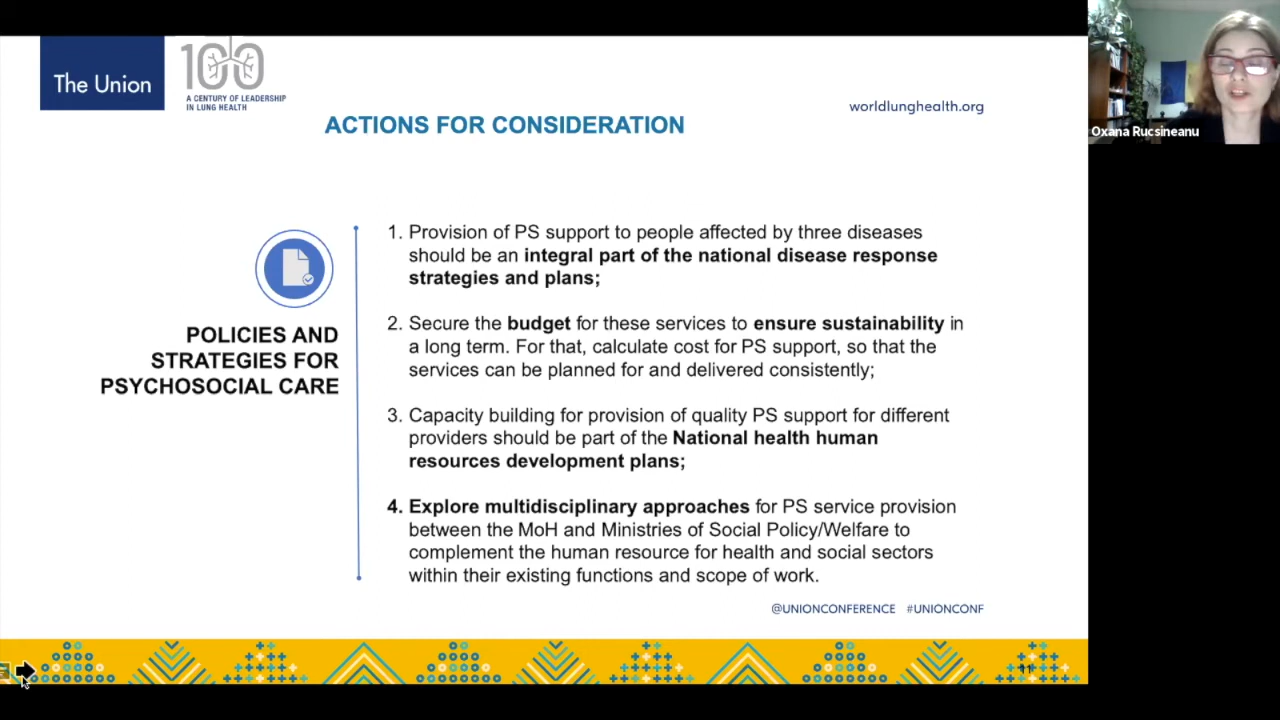 The Union
100
A CENTURY OF LEADERSHIP
IN LUNG HEALTH
worldlunghealth.org
ACTIONS FOR CONSIDERATION
Oxana Rucsineanu
POLICIES AND
STRATEGIES FOR
PSYCHOSOCIAL CARE
1. Provision of PS support to people affected by three diseases
should be an integral part of the national disease response
strategies and plans;
2. Secure the budget for these services to ensure sustainability in
a long term. For that, calculate cost for PS support, so that the
services can be planned for and delivered consistently;
3. Capacity building for provision of quality PS support for different
providers should be part of the National health human
resources development plans;
4. Explore multidisciplinary approaches for PS service provision
between the MoH and Ministries of Social Policy/Welfare to
complement the human resource for health and social sectors
within their existing functions and scope of work.
@UNIONCONFERENCE #UNIONCONF
11